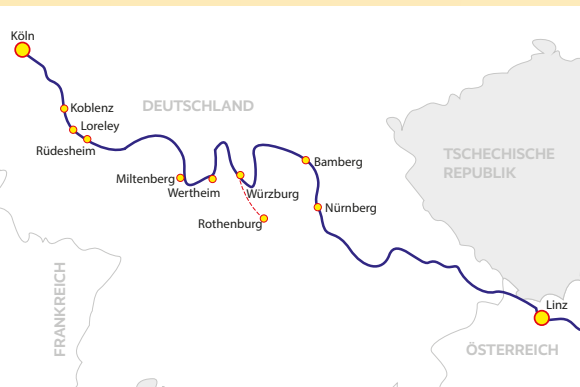 Köln
Koblenz
DEUTSCHLAND
Loreley
Rüdesheim
TSCHECHISCHE
REPUBLIK
Bamberg
Miltenberg
Wertheim
Würzburg
Nürnberg
Rothenburg
FRANKREICH
Linz
ÖSTERREICH